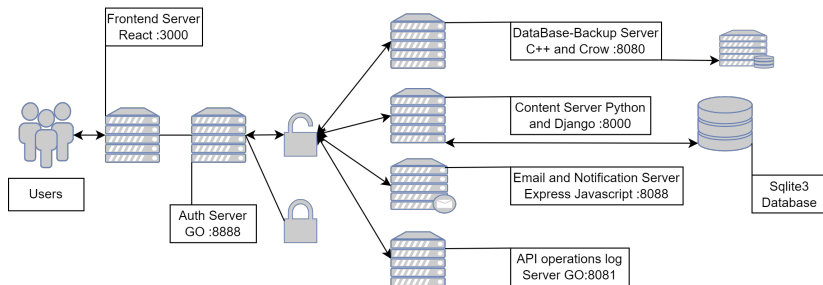 Frontend Server
React :3000
DataBase-Backup Server
C++ and Crow :8080
Content Server Python
and Django :8000
Users
Email and Notification Server
Express Javascript :8088
Sqlite3
Database
Auth Server
GO :8888
API operations log
Server GO:8081